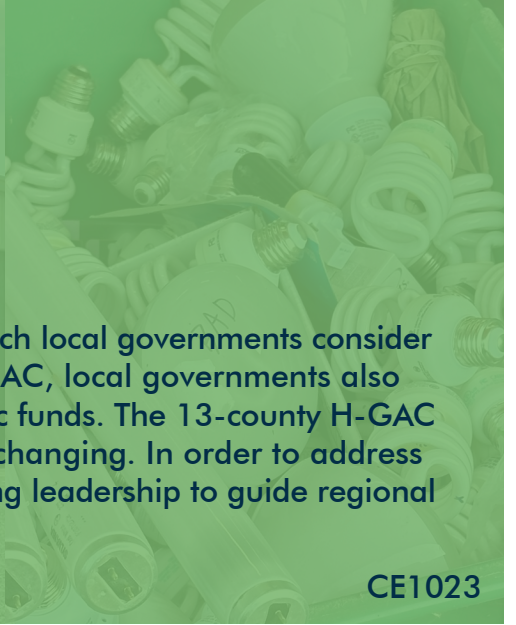 ch local governments consider
AC, local governments also
c funds. The 13-county H-GAC
changing. In order to address
ng leadership to guide regional
CE1023